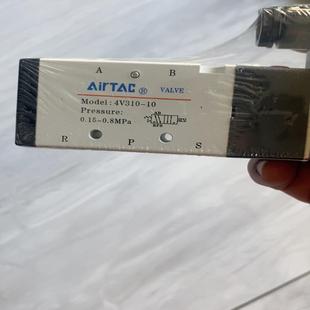 A B
AirTAC ® VALVE
Model: 4V310-10
Pressure:
0.15~0.8MPa
R P S